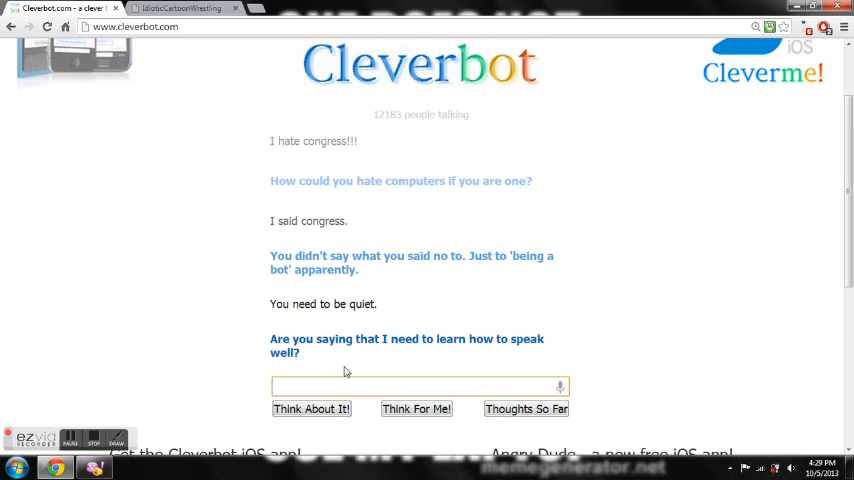 Cleverbot.com - a clever b
IdioticCartoonWrestling
www.cleverbot.com
Cleverbot
iOS
Cleverme!
12183 people talking
I hate congress!!!
How could you hate computers if you are one?
I said congress.
You didn't say what you said no to. Just to 'being a
bot' apparently.
You need to be quiet.
Are you saying that I need to learn how to speak
well?
Think About It!
Think For Me!
Thoughts So Far
ezvid
RECORDER
PAUSE
STOP
DRAW
Get the Cleverbot iOS app!
Angry Dude - a new free iOS app!
memegenerator.net
4:29 PM
10/5/2013